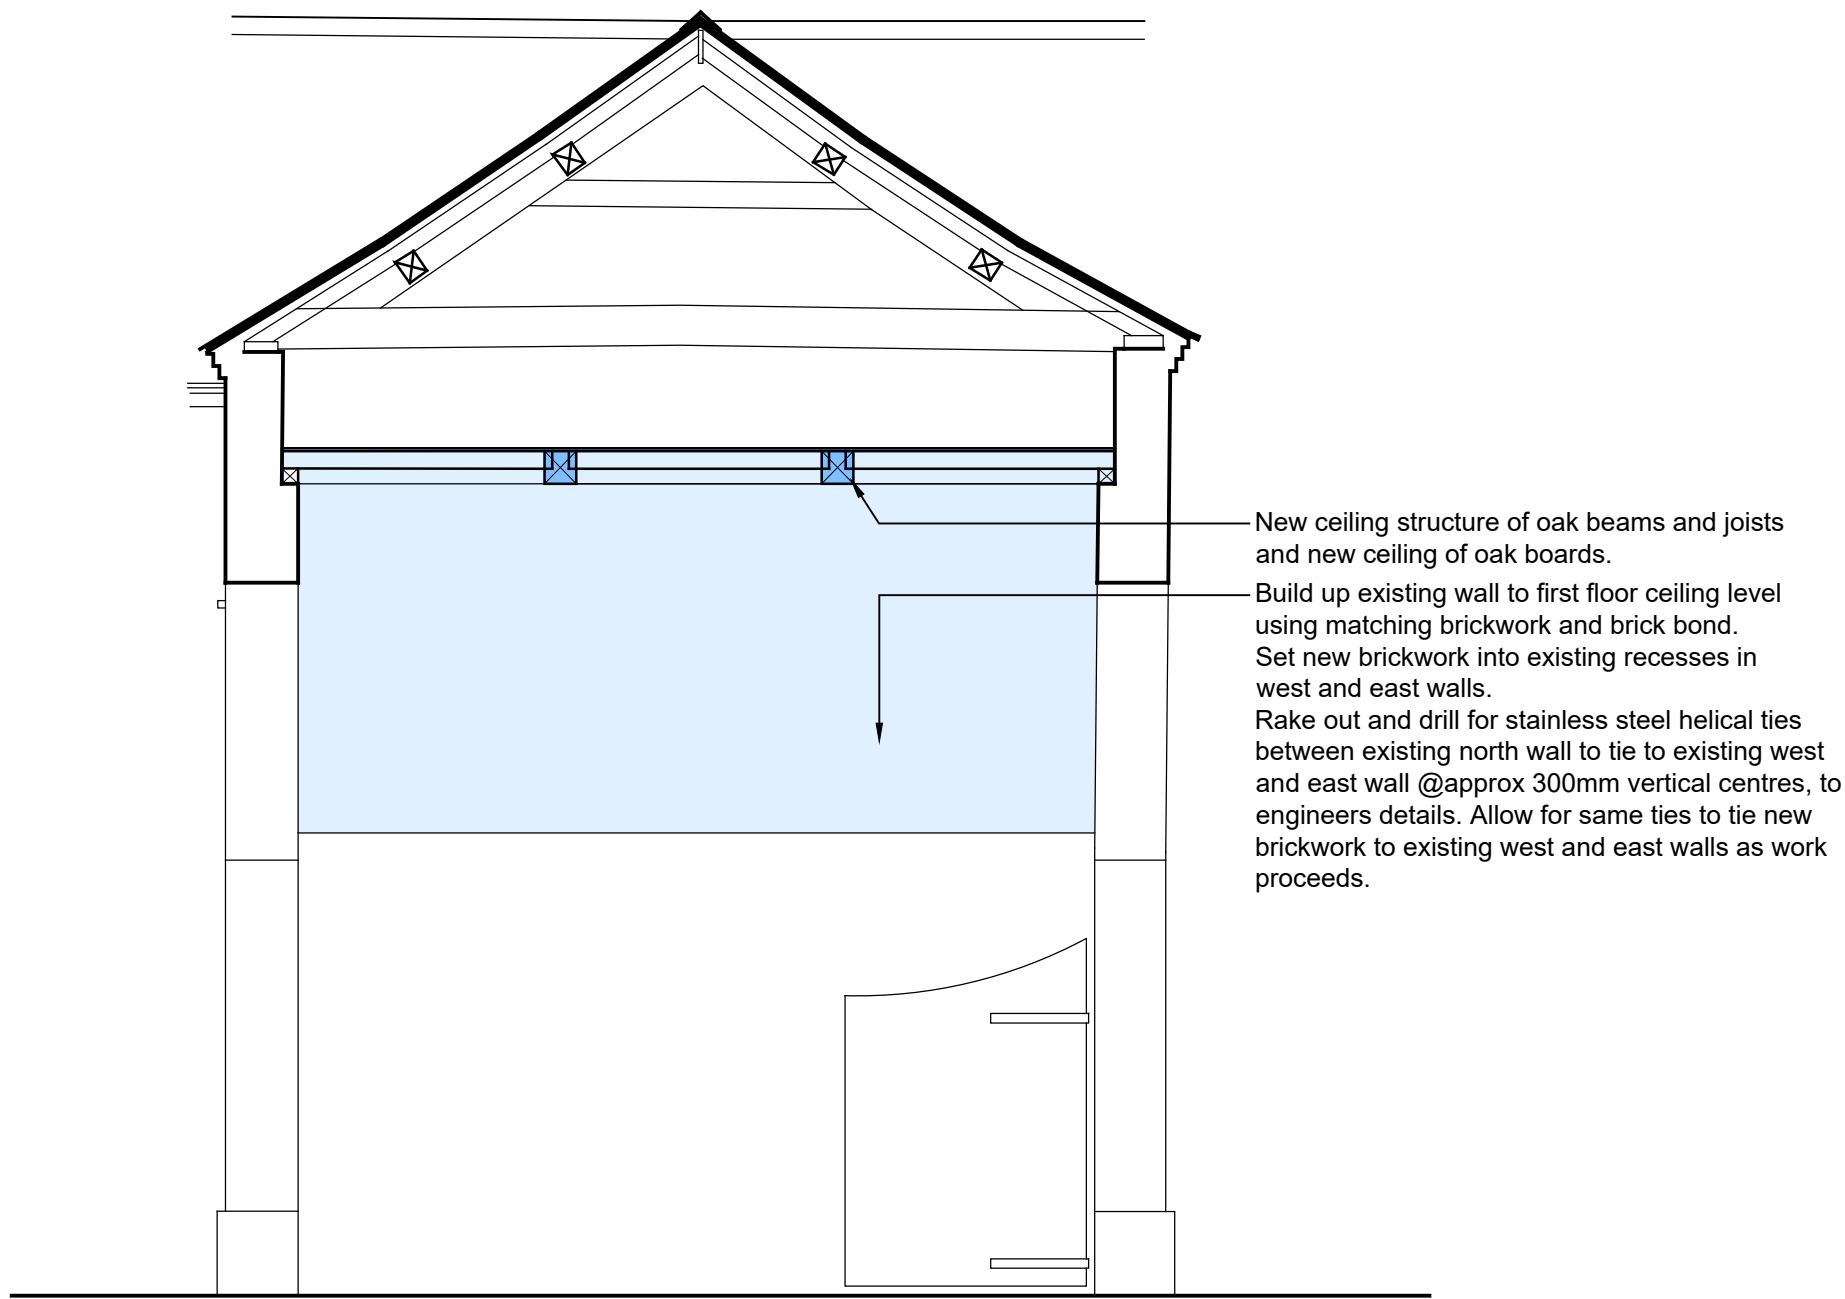 New ceiling structure of oak beams and joists
and new ceiling of oak boards.
Build up existing wall to first floor ceiling level
using matching brickwork and brick bond.
Set new brickwork into existing recesses in
west and east walls.
Rake out and drill for stainless steel helical ties
between existing north wall to tie to existing west
and east wall @approx 300mm vertical centres, to
engineers details. Allow for same ties to tie new
brickwork to existing west and east walls as work
proceeds.